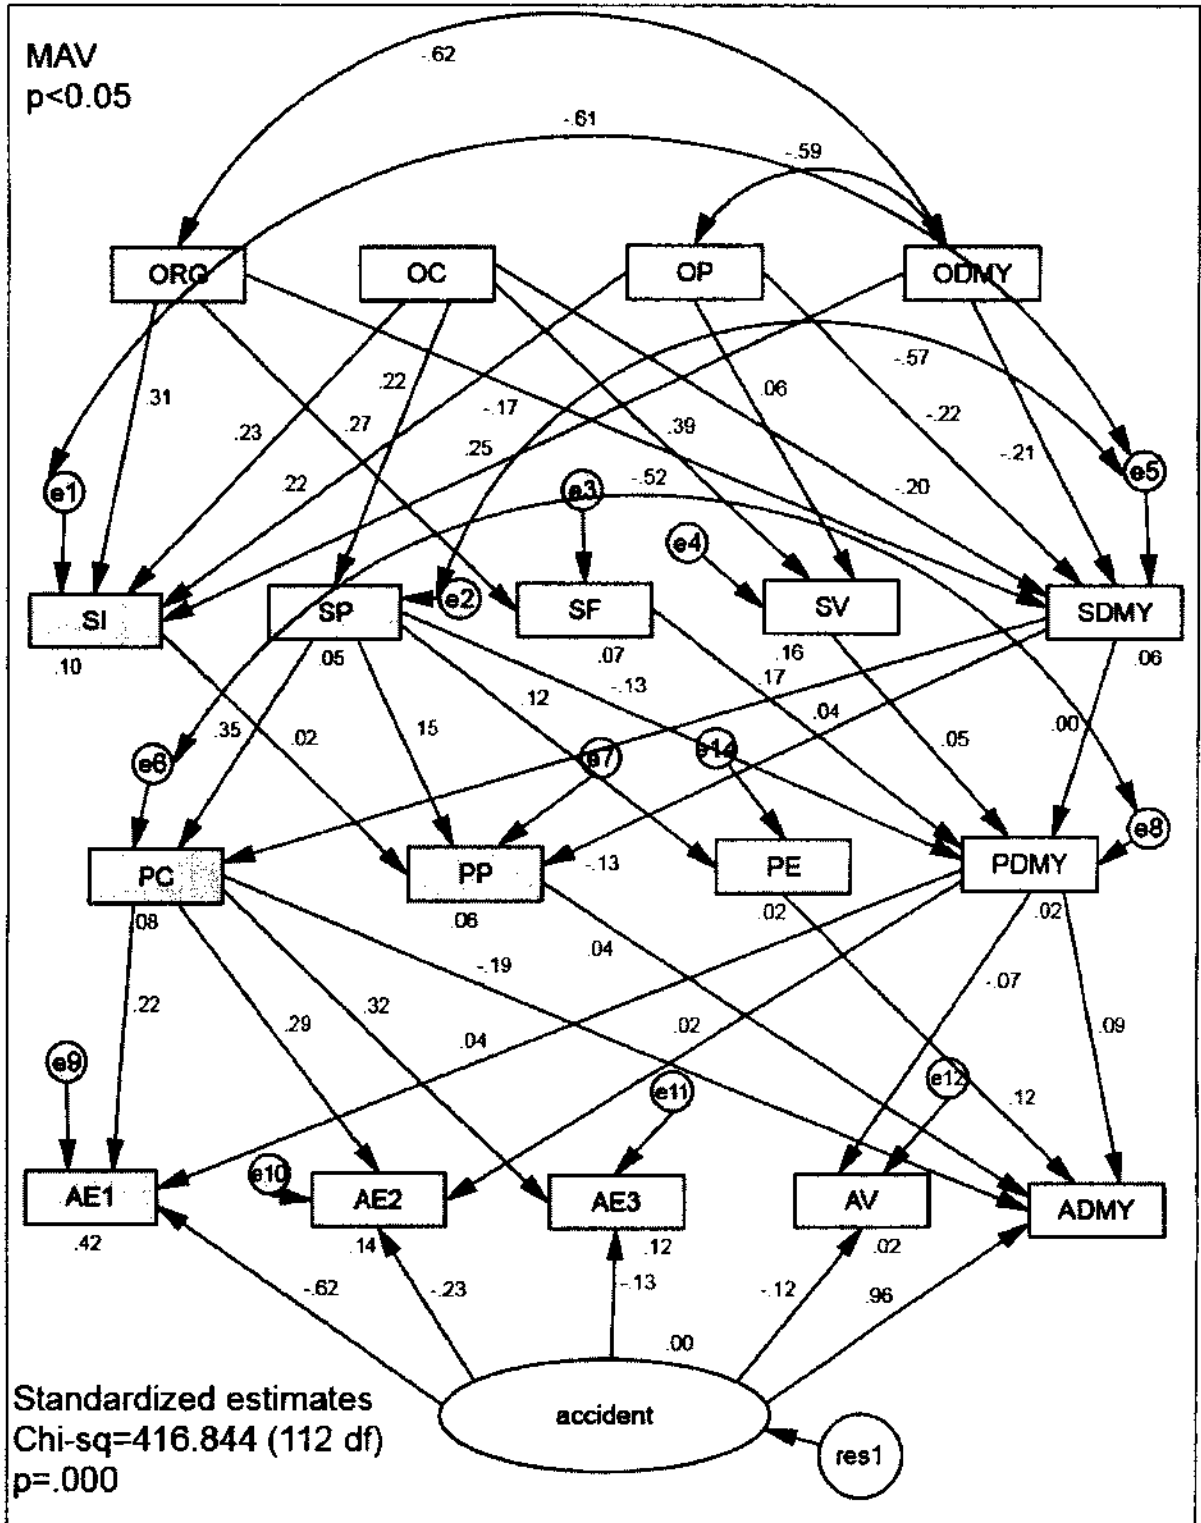 MAV
p<0.05
-.62
-.61
-.59
ORG
OC
OP
ODMY
.31
.23
.22
.27
.22
-.17
.25
.39
.06
-.57
-.22
-.21
-.20
-.52
e1
e2
e3
e4
e5
SI
SP
SF
SV
SDMY
.10
.05
.07
.16
.06
.35
.02
.15
.12
-.13
.17
.04
.05
.00
e6
e7
e14
e8
PC
PP
PE
PDMY
.08
.06
-.13
.02
.02
.22
.29
.32
-.19
.04
.04
.02
-.07
.09
.12
e9
e10
e11
e12
AE1
AE2
AE3
AV
ADMY
.42
.14
.12
.02
-.62
-.23
-.13
-.12
.96
.00
accident
res1
Standardized estimates
Chi-sq=416.844 (112 df)
p=.000